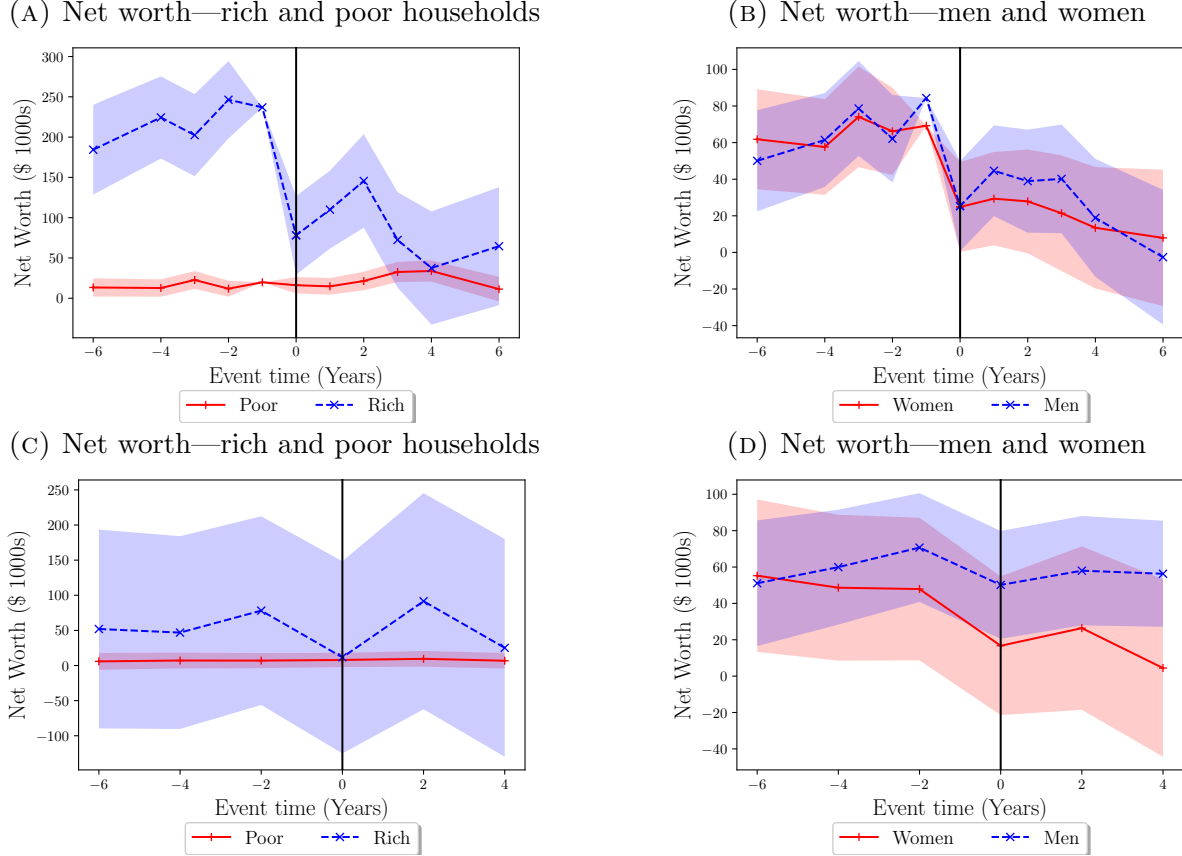 (A) Net worth—rich and poor households
300
250
200
150
100
50
0
Net Worth ($ 1000s)
−6 −4 −2 0 2 4 6
Event time (Years)
Poor Rich
(B) Net worth—men and women
100
80
60
40
20
0
−20
−40
Net Worth ($ 1000s)
−6 −4 −2 0 2 4 6
Event time (Years)
Women Men
(C) Net worth—rich and poor households
250
200
150
100
50
0
−50
−100
Net Worth ($ 1000s)
−6 −4 −2 0 2 4
Event time (Years)
Poor Rich
(D) Net worth—men and women
100
80
60
40
20
0
−20
−40
Net Worth ($ 1000s)
−6 −4 −2 0 2 4
Event time (Years)
Women Men